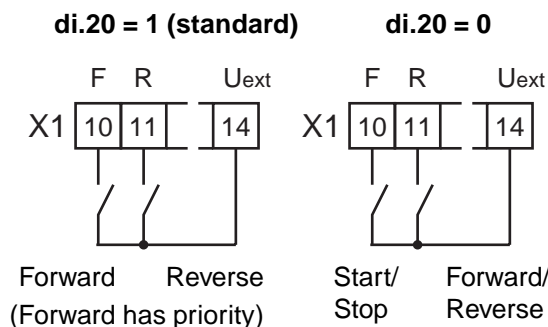 di.20 = 1 (standard)
F R Uext
X1 10 11 14
Forward Reverse
(Forward has priority)
di.20 = 0
F R Uext
X1 10 11 14
Start/ Forward/
Stop Reverse